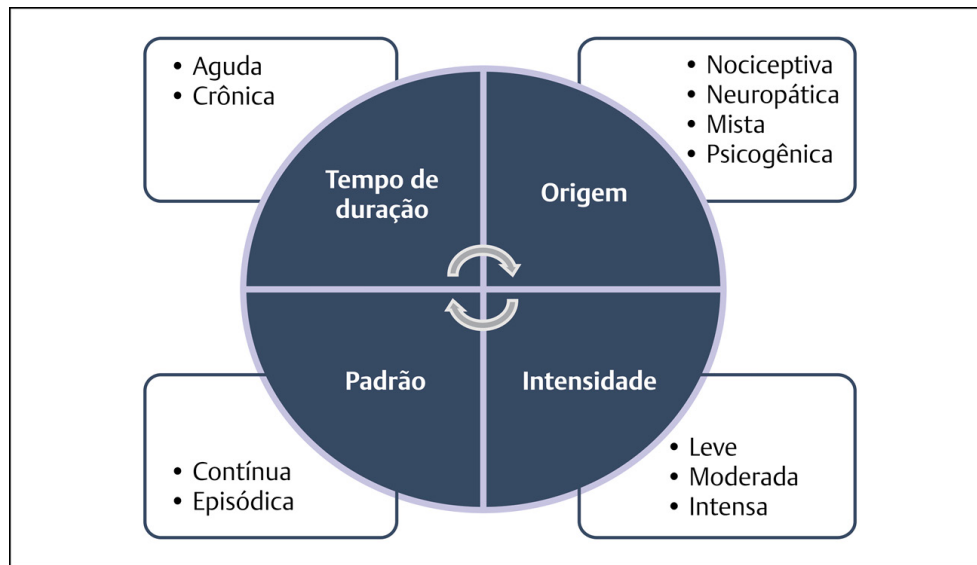 • Aguda
• Crônica
• Nociceptiva
• Neuropática
• Mista
• Psicogênica
Tempo de
duração
Origem
Padrão
Intensidade
• Contínua
• Episódica
• Leve
• Moderada
• Intensa